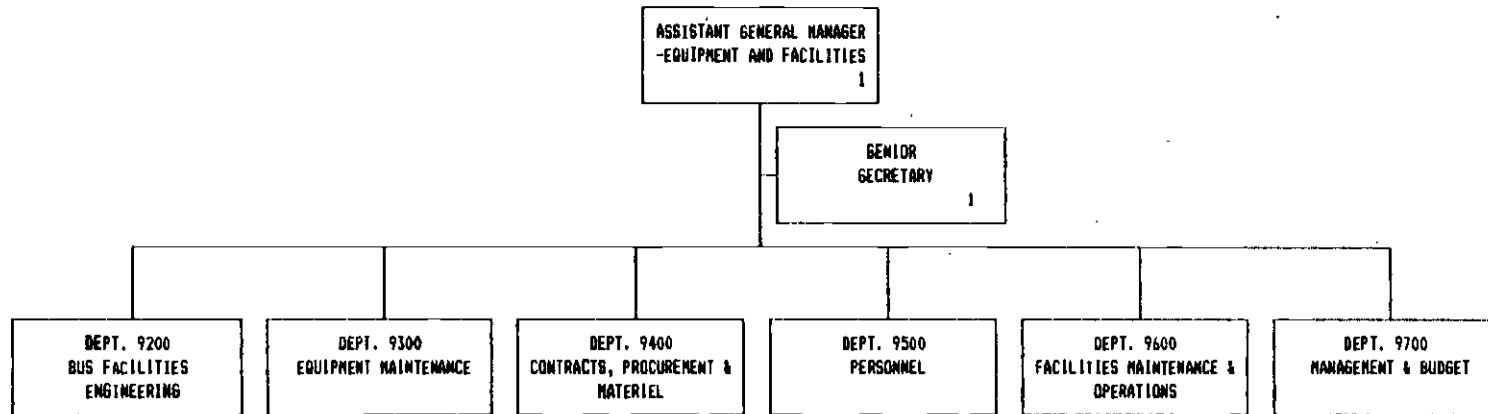 ASSISTANT GENERAL MANAGER
-EQUIPMENT AND FACILITIES
1
SENIOR
SECRETARY
1
DEPT. 9200
BUS FACILITIES
ENGINEERING
DEPT. 9300
EQUIPMENT MAINTENANCE
DEPT. 9400
CONTRACTS, PROCUREMENT &
MATERIEL
DEPT. 9500
PERSONNEL
DEPT. 9600
FACILITIES MAINTENANCE &
OPERATIONS
DEPT. 9700
MANAGEMENT & BUDGET